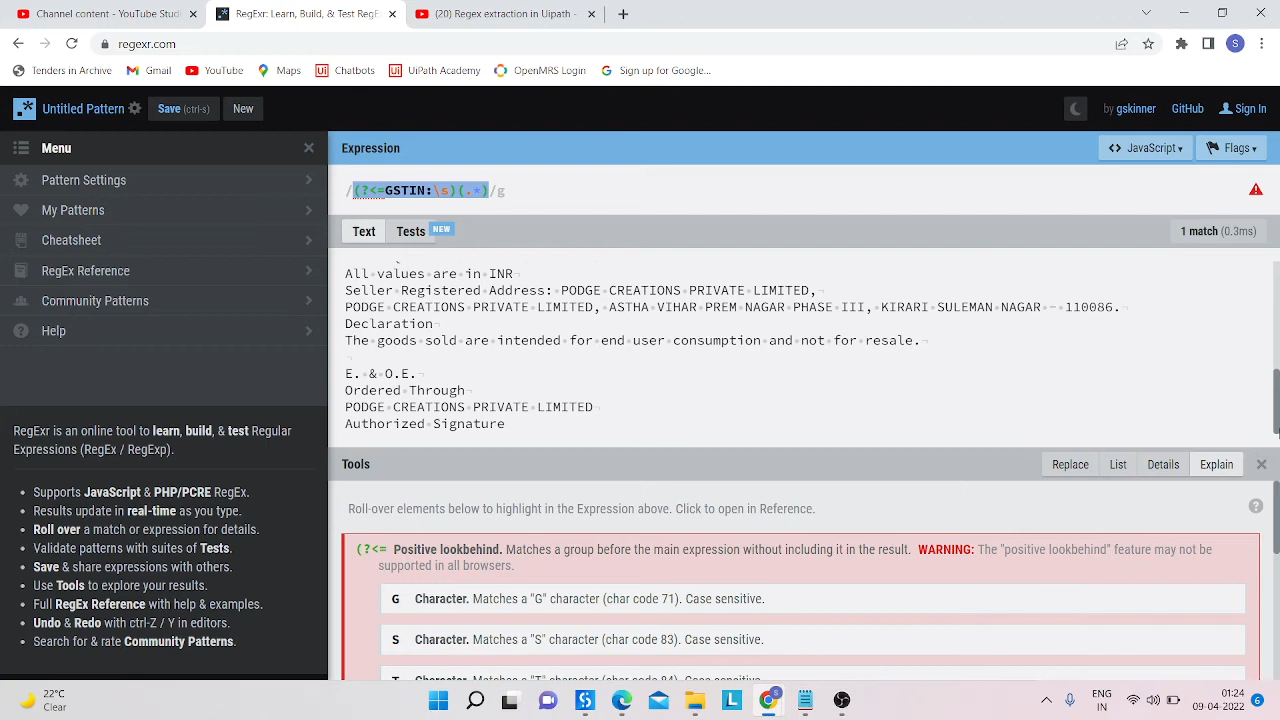 Channel content - YouTube Studi
RegExr: Learn, Build, & Test RegE
(20) Regex extraction in Uipath -
regexr.com
Tenders in Archive
Gmail
YouTube
Maps
Chatbots
UiPath Academy
OpenMRS Login
Sign up for Google...
Untitled Pattern
Save (ctrl-s)
New
by gskinner
GitHub
Sign In
Menu
Expression
JavaScript
Flags
Pattern Settings
/(?<=GSTIN:\s)(.*)/g
My Patterns
Text
Tests
NEW
1 match (0.3ms)
Cheatsheet
RegEx Reference
Community Patterns
Help
All values are in INR
Seller Registered Address: PODGE CREATIONS PRIVATE LIMITED,
PODGE CREATIONS PRIVATE LIMITED, ASTHA VIHAR PREM NAGAR PHASE III, KIRARI SULEMAN NAGAR - 110086.
Declaration
The goods sold are intended for end user consumption and not for resale.
E. & O.E.
Ordered Through
PODGE CREATIONS PRIVATE LIMITED
Authorized Signature
RegExr is an online tool to learn, build, & test Regular
Expressions (RegEx / RegExp).
Supports JavaScript & PHP/PCRE RegEx.
Results update in real-time as you type.
Roll over a match or expression for details.
Validate patterns with suites of Tests.
Save & share expressions with others.
Use Tools to explore your results.
Full RegEx Reference with help & examples.
Undo & Redo with ctrl-Z / Y in editors.
Search for & rate Community Patterns.
Tools
Replace
List
Details
Explain
Roll-over elements below to highlight in the Expression above. Click to open in Reference.
(?<= Positive lookbehind. Matches a group before the main expression without including it in the result. WARNING: The "positive lookbehind" feature may not be
supported in all browsers.
G Character. Matches a "G" character (char code 71). Case sensitive.
S Character. Matches a "S" character (char code 83). Case sensitive.
T Character. Matches a "T" character (char code 84). Case sensitive.
22°C
Clear
ENG
IN
01:24
09-04-2022
6